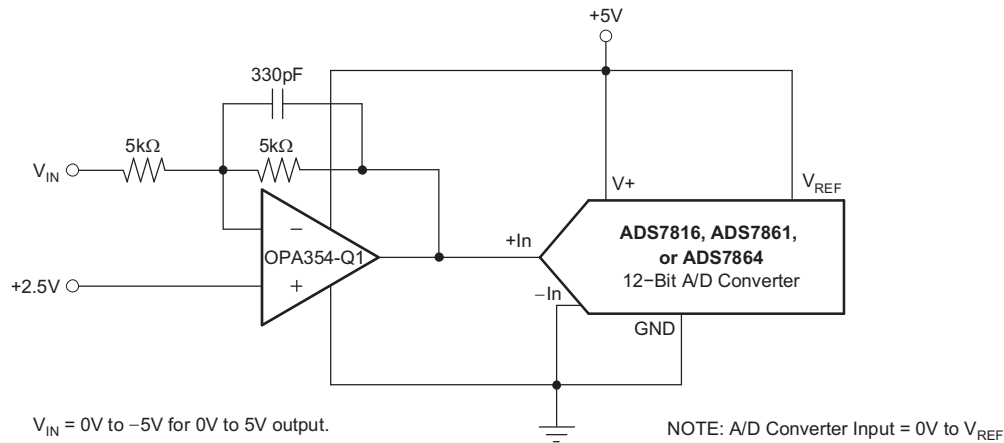 +5V
330pF
5kΩ
5kΩ
V_IN
V+
V_REF
−
OPA354-Q1
+
+2.5V
+In
ADS7816, ADS7861,
or ADS7864
12−Bit A/D Converter
−In
GND
V_IN = 0V to −5V for 0V to 5V output.
NOTE: A/D Converter Input = 0V to V_REF